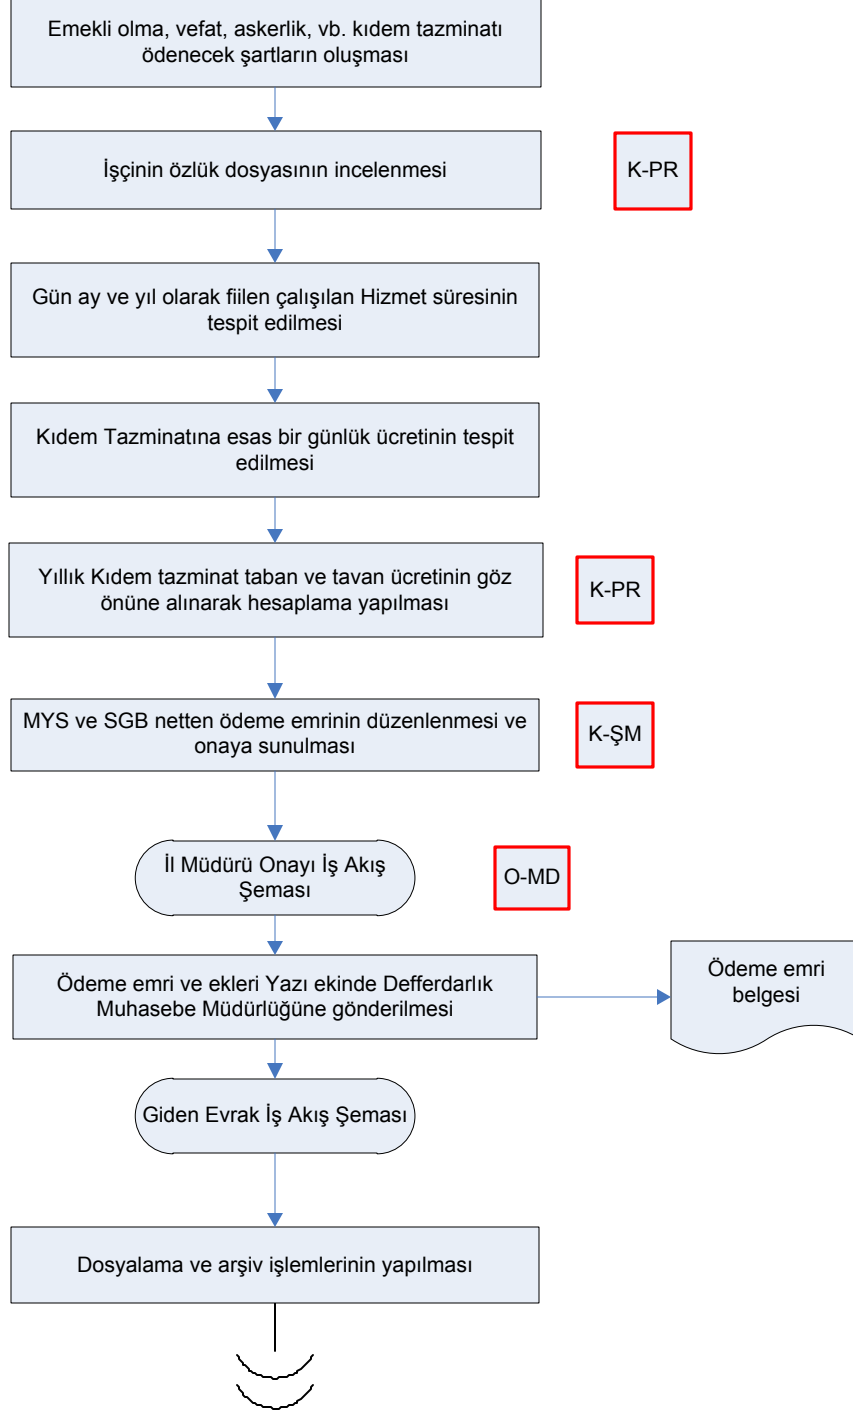 Emekli olma, vefat, askerlik, vb. kıdem tazminatı
ödenecek şartların oluşması
İşçinin özlük dosyasının incelenmesi
K-PR
Gün ay ve yıl olarak fiilen çalışılan Hizmet süresinin
tespit edilmesi
Kıdem Tazminatına esas bir günlük ücretinin tespit
edilmesi
Yıllık Kıdem tazminat taban ve tavan ücretinin göz
önüne alınarak hesaplama yapılması
K-PR
MYS ve SGB netten ödeme emrinin düzenlenmesi ve
onaya sunulması
K-ŞM
İl Müdürü Onayı İş Akış
Şeması
O-MD
Ödeme emri ve ekleri Yazı ekinde Defferdarlık
Muhasebe Müdürlüğüne gönderilmesi
Ödeme emri
belgesi
Giden Evrak İş Akış Şeması
Dosyalama ve arşiv işlemlerinin yapılması